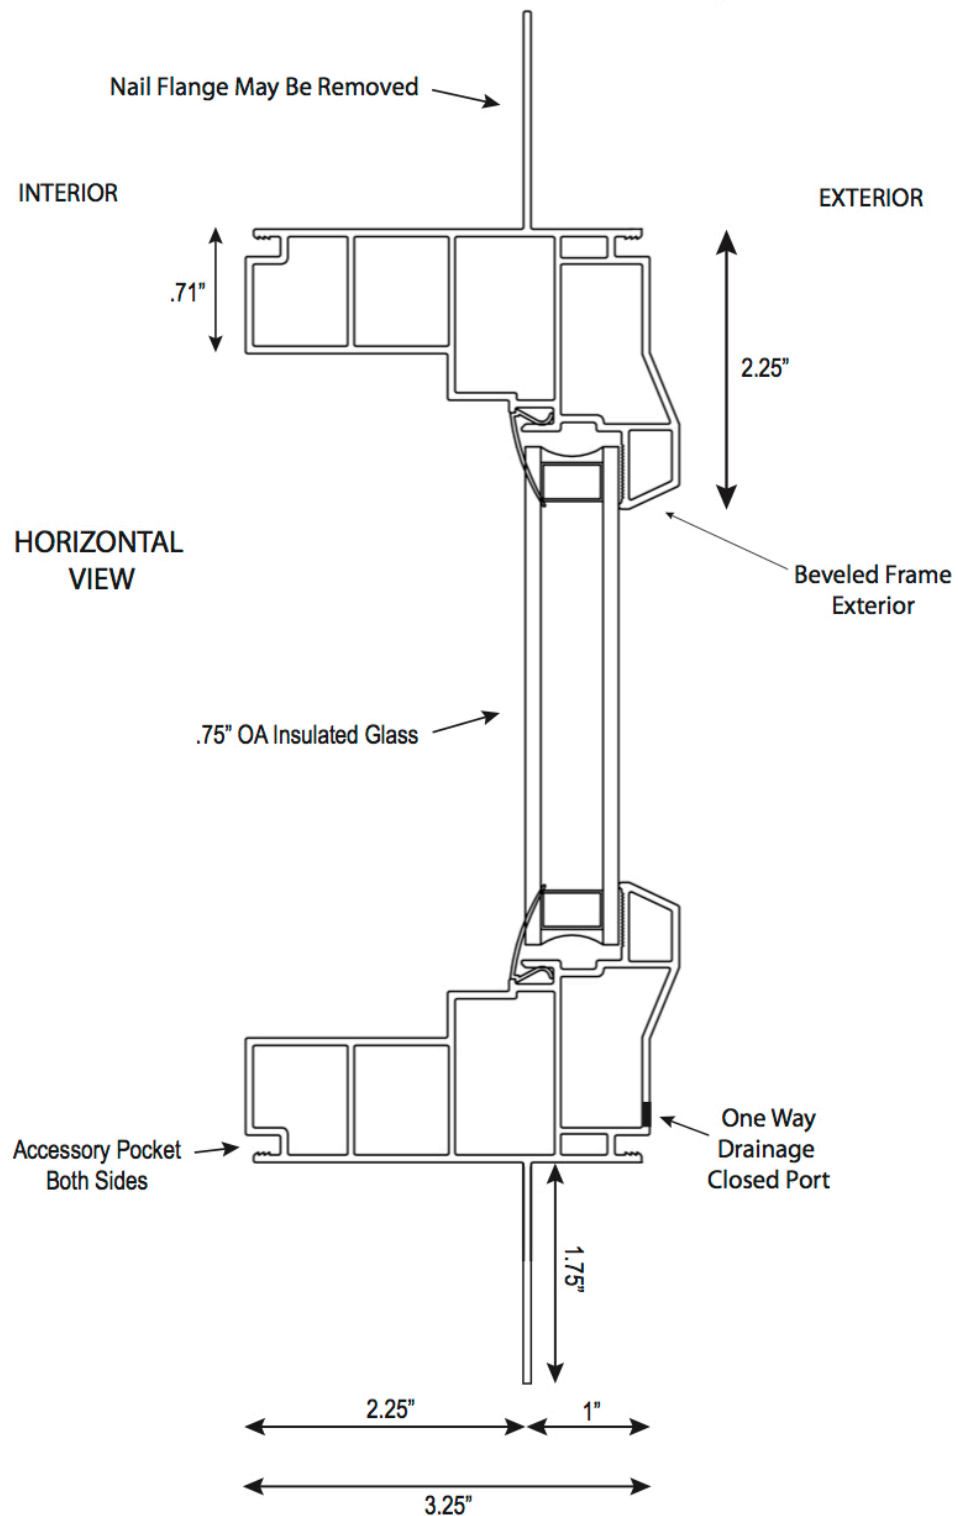 Nail Flange May Be Removed
INTERIOR
EXTERIOR
.71”
2.25”
HORIZONTAL
VIEW
Beveled Frame
Exterior
.75” OA Insulated Glass
One Way
Drainage
Closed Port
Accessory Pocket
Both Sides
1.75”
2.25”
1”
3.25”